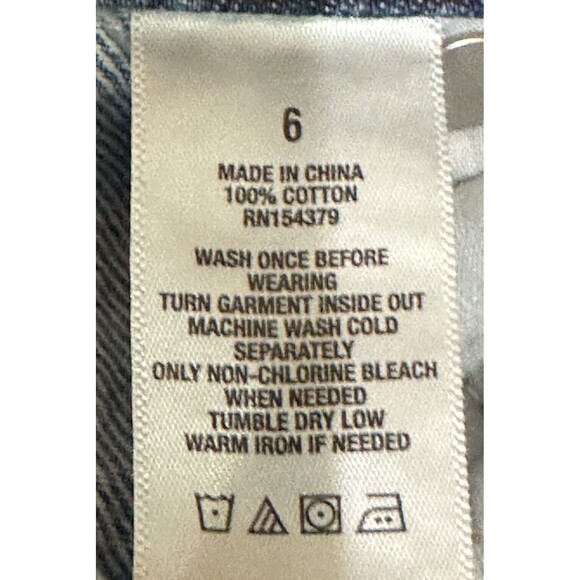 6
MADE IN CHINA
100% COTTON
RN154379
WASH ONCE BEFORE
WEARING
TURN GARMENT INSIDE OUT
MACHINE WASH COLD
SEPARATELY
ONLY NON-CHLORINE BLEACH
WHEN NEEDED
TUMBLE DRY LOW
WARM IRON IF NEEDED